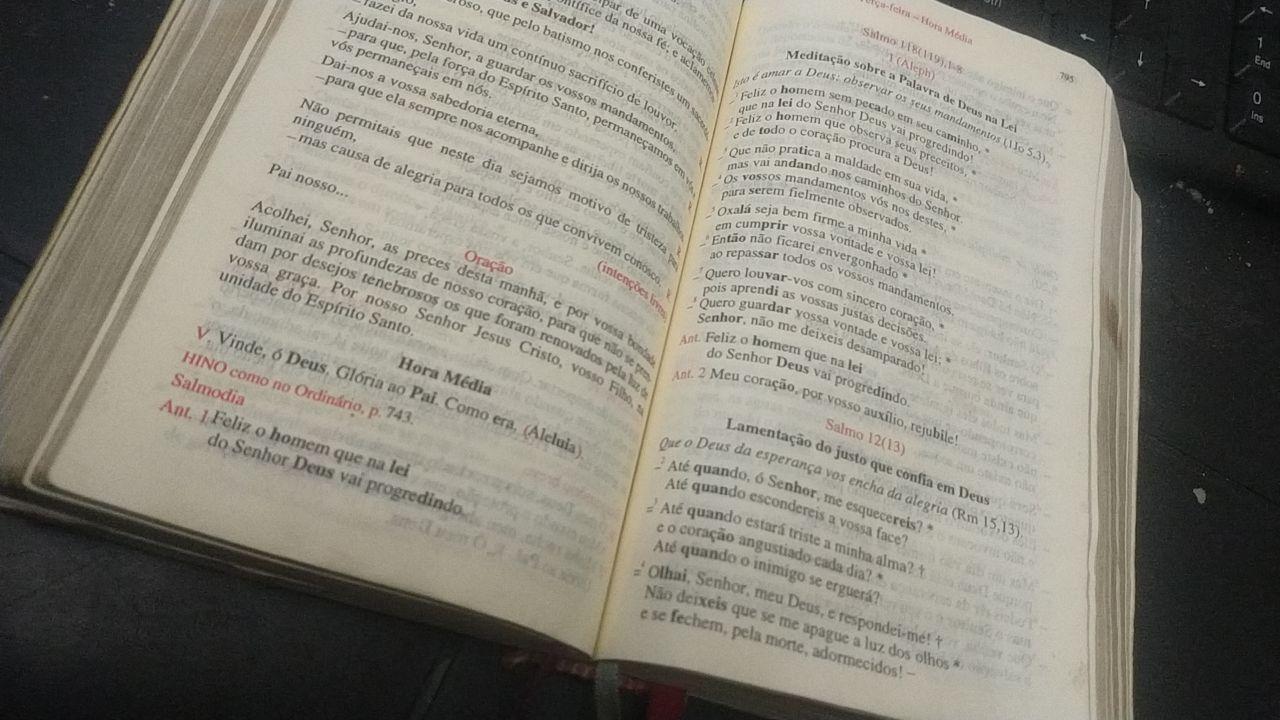 ipar de uma vocação
s e Salvador!
ntífice da nossa fé; e aclamemos
eroso, que pelo batismo nos conferistes um
–fazei da nossa vida um contínuo sacrifício de louvor.
Ajudai-nos, Senhor, a guardar os vossos mandamentos,
–para que, pela força do Espírito Santo, permaneçamos em
vós permaneçais em nós.
Dai-nos a vossa sabedoria eterna,
–para que ela sempre nos acompanhe e dirija os nossos
Não permitais que neste dia sejamos motivo de tristeza para
ninguém,
–mas causa de alegria para todos os que convivem conosco.
(intenções livres)
Pai nosso...
Oração
Acolhei, Senhor, as preces desta manhã, e por vossa bondade
iluminai as profundezas de nosso coração, para que não se pren-
dam por desejos tenebrosos os que foram renovados pela luz de
vossa graça. Por nosso Senhor Jesus Cristo, vosso Filho, na
unidade do Espírito Santo.
Hora Média
V. Vinde, ó Deus, Glória ao Pai. Como era, (Aleluia).
HINO como no Ordinário, p. 743.
Salmodia
Ant. 1 Feliz o homem que na lei
do Senhor Deus vai progredindo.
Terça-feira – Hora Média
795
Salmo 118(119),1-8
I (Aleph)
Meditação sobre a Palavra de Deus na Lei
Isto é amar a Deus: observar os seus mandamentos (1Jo 5,3).
–¹ Feliz o homem sem pecado em seu caminho, *
que na lei do Senhor Deus vai progredindo!
–² Feliz o homem que observa seus preceitos, *
e de todo o coração procura a Deus!
–³ Que não pratica a maldade em sua vida, *
mas vai andando nos caminhos do Senhor.
–⁴ Os vossos mandamentos vós nos destes, *
para serem fielmente observados.
–⁵ Oxalá seja bem firme a minha vida *
em cumprir vossa vontade e vossa lei!
–⁶ Então não ficarei envergonhado *
ao repassar todos os vossos mandamentos.
–⁷ Quero louvar-vos com sincero coração, *
pois aprendi as vossas justas decisões.
–⁸ Quero guardar vossa vontade e vossa lei; *
Senhor, não me deixeis desamparado!
Ant. Feliz o homem que na lei
do Senhor Deus vai progredindo.
Ant. 2 Meu coração, por vosso auxílio, rejubile!
Salmo 12(13)
Lamentação do justo que confia em Deus
Que o Deus da esperança vos encha da alegria (Rm 15,13).
–² Até quando, ó Senhor, me esquecereis? *
Até quando escondereis a vossa face?
=³ Até quando estará triste a minha alma? †
e o coração angustiado cada dia? *
Até quando o inimigo se erguerá?
=⁴ Olhai, Senhor, meu Deus, e respondei-me! †
Não deixeis que se me apague a luz dos olhos *
e se fechem, pela morte, adormecidos! –
1
End
0
Ins